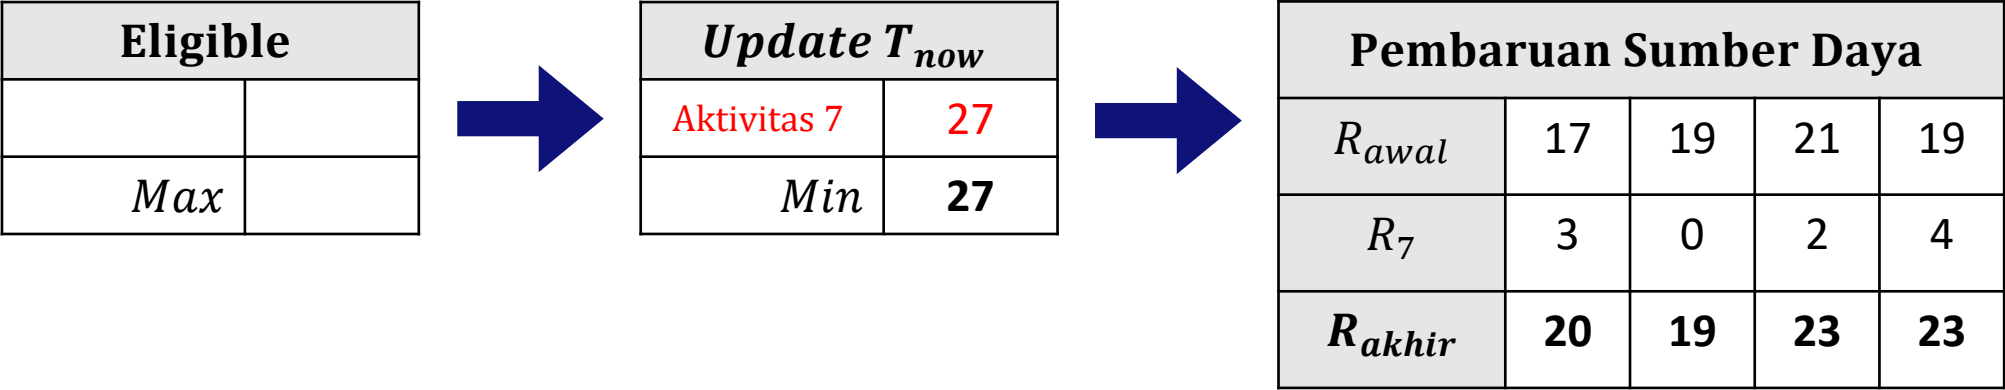 Eligible
Max
Update T_now
Aktivitas 7 27
Min 27
Pembaruan Sumber Daya
R_awal 17 19 21 19
R_7 3 0 2 4
R_akhir 20 19 23 23